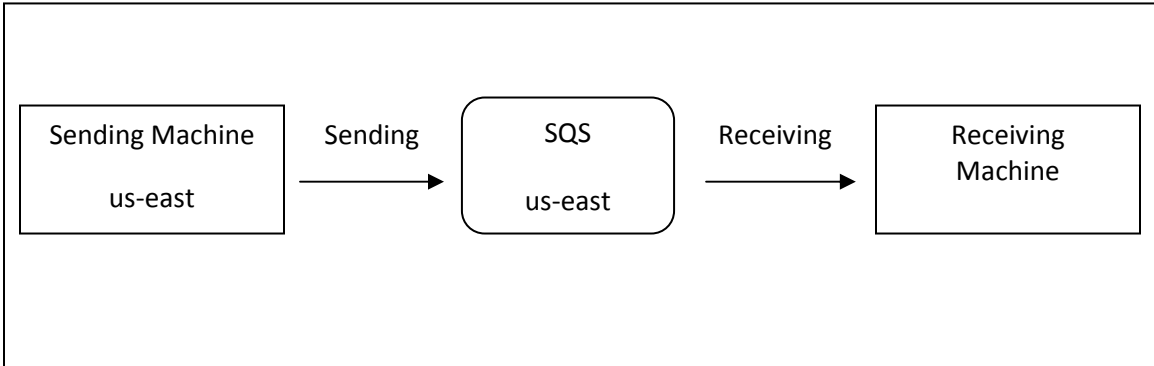 Sending Machine
us-east
Sending
SQS
us-east
Receiving
Receiving
Machine